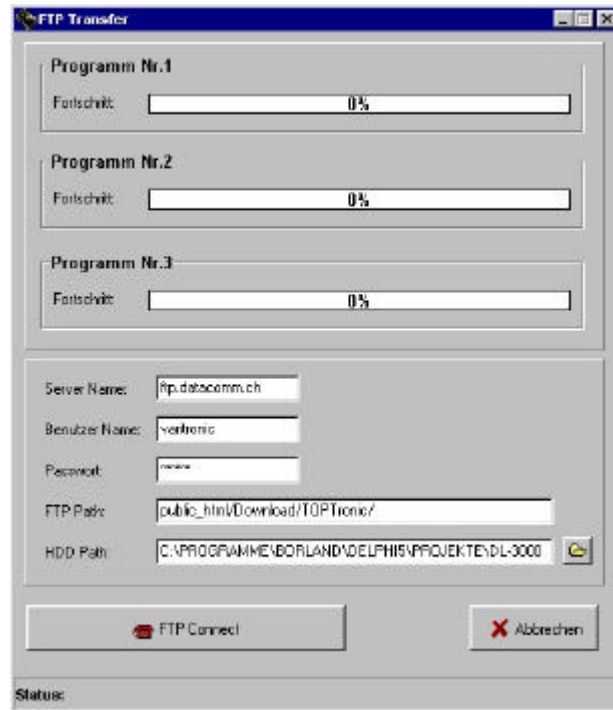 FTP Transfer
Programm Nr.1
Fortschritt: 0%
Programm Nr.2
Fortschritt: 0%
Programm Nr.3
Fortschritt: 0%
Server Name: ftp.datacomm.ch
Benutzer Name:
Passwort:
FTP Path: public_html/Download/TOPTronic/
HDD Path: C:\PROGRAMME\BORLAND\DELPHI5\PROJEKTE\DL-3000
FTP Connect
Abbrechen
Status: